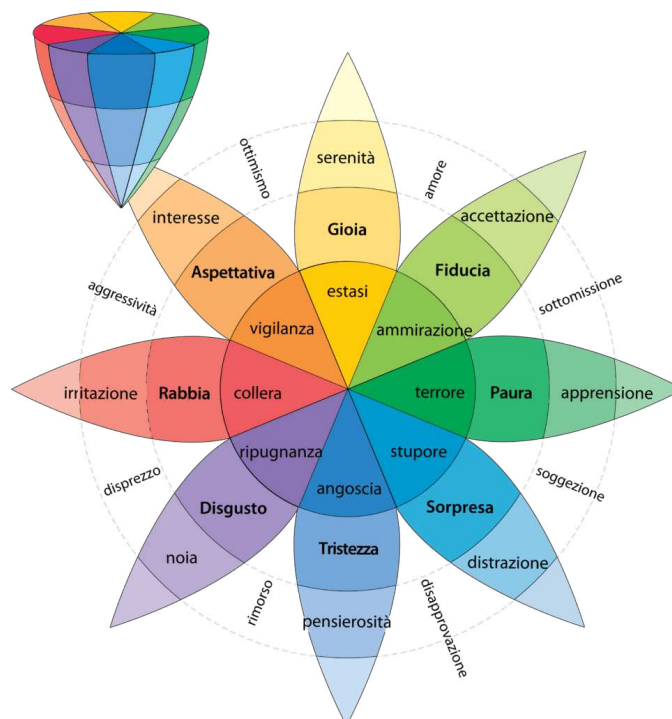 ottimismo
amore
serenità
interesse
accettazione
Gioia
Aspettativa
Fiducia
aggressività
sottomissione
estasi
vigilanza
ammirazione
irritazione
Rabbia
collera
terrore
Paura
apprensione
ripugnanza
stupore
disprezzo
soggezione
angoscia
Disgusto
Sorpresa
Tristezza
noia
distrazione
rimorso
disapprovazione
pensierosità